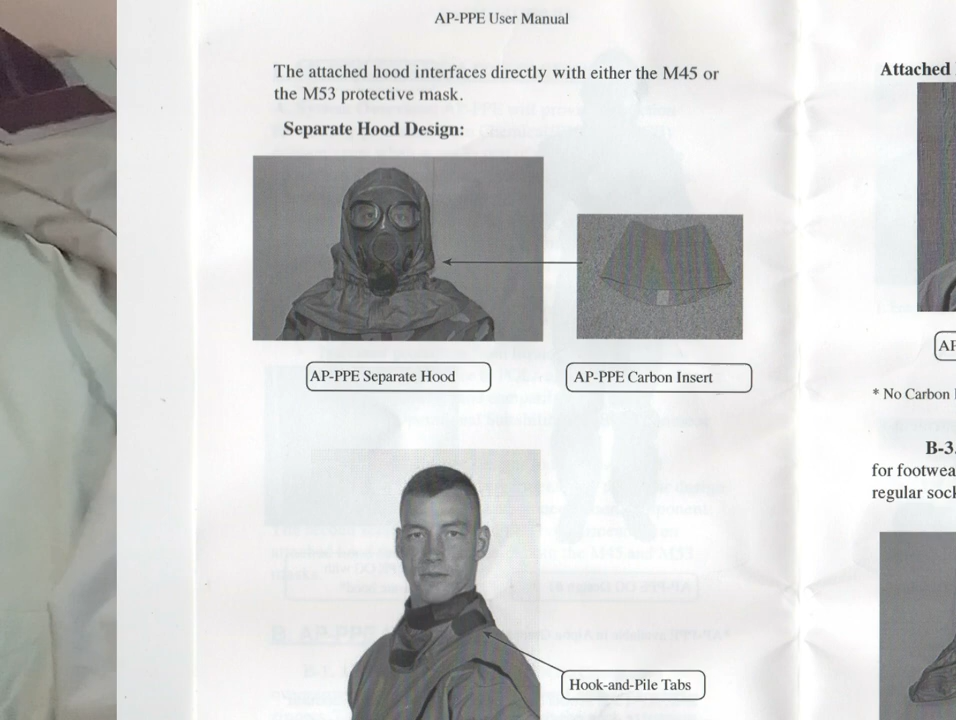 AP-PPE User Manual
The attached hood interfaces directly with either the M45 or
the M53 protective mask.
Separate Hood Design:
AP-PPE Separate Hood
AP-PPE Carbon Insert
Hook-and-Pile Tabs
Attached
* No Carbon
B-3.
for footwea
regular sock